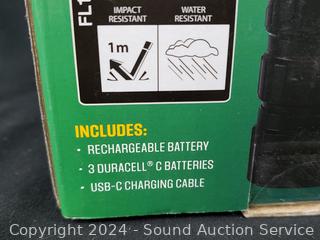 FL1
IMPACT
RESISTANT
WATER
RESISTANT
1m
INCLUDES:
• RECHARGEABLE BATTERY
• 3 DURACELL® C BATTERIES
• USB-C CHARGING CABLE
Copyright 2024 - Sound Auction Service